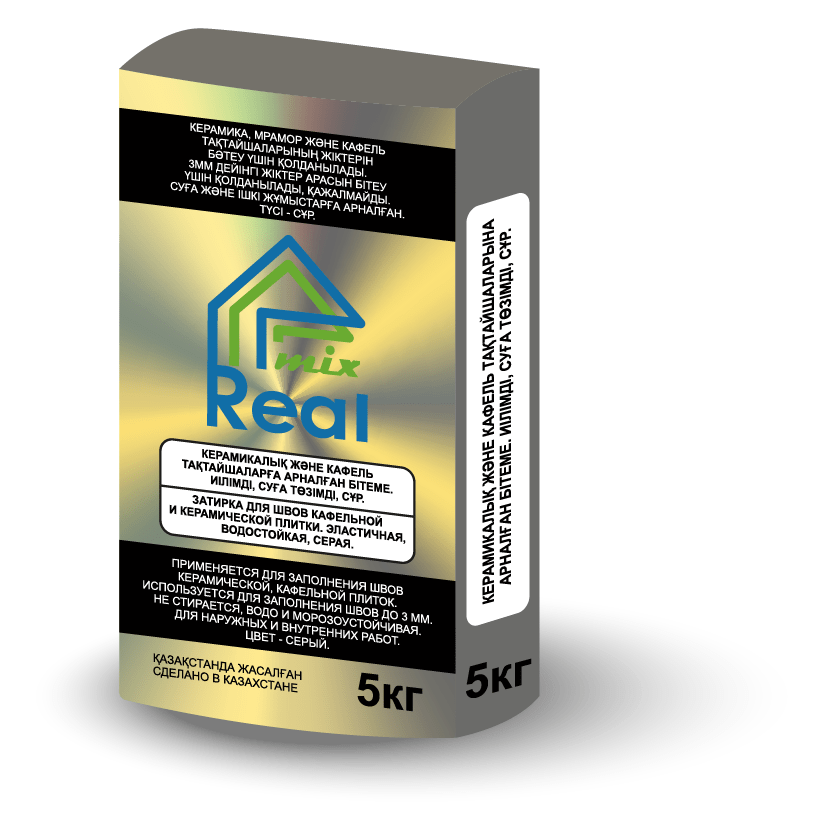 КЕРАМИКА, МРАМОР ЖӘНЕ КАФЕЛЬ
ТАҚТАЙШАЛАРЫНЫҢ ЖІКТЕРІН
БӘТЕУ ҮШІН ҚОЛДАНЫЛАДЫ.
3ММ ДЕЙІНГІ ЖІКТЕР АРАСЫН БІТЕУ
ҮШІН ҚОЛДАНЫЛАДЫ, ҚАЖАЛМАЙДЫ.
СУҒА ЖӘНЕ ІШКІ ЖҰМЫСТАРҒА АРНАЛҒАН.
ТҮСІ - СҰР.
mix
Real
КЕРАМИКАЛЫҚ ЖӘНЕ КАФЕЛЬ
ТАҚТАЙШАЛАРҒА АРНАЛҒАН БІТЕМЕ.
ИІЛІМДІ, СУҒА ТӨЗІМДІ, СҰР.
ЗАТИРКА ДЛЯ ШВОВ КАФЕЛЬНОЙ
И КЕРАМИЧЕСКОЙ ПЛИТКИ. ЭЛАСТИЧНАЯ,
ВОДОСТОЙКАЯ, СЕРАЯ.
ПРИМЕНЯЕТСЯ ДЛЯ ЗАПОЛНЕНИЯ ШВОВ
КЕРАМИЧЕСКОЙ, КАФЕЛЬНОЙ ПЛИТОК.
ИСПОЛЬЗУЕТСЯ ДЛЯ ЗАПОЛНЕНИЯ ШВОВ ДО 3 ММ.
НЕ СТИРАЕТСЯ, ВОДО И МОРОЗОУСТОЙЧИВАЯ.
ДЛЯ НАРУЖНЫХ И ВНУТРЕННИХ РАБОТ.
ЦВЕТ - СЕРЫЙ.
ҚАЗАҚСТАНДА ЖАСАЛҒАН
СДЕЛАНО В КАЗАХСТАНЕ
5кг
КЕРАМИКАЛЫҚ ЖӘНЕ КАФЕЛЬ ТАҚТАЙШАЛАРЫНА
АРНАЛҒАН БІТЕМЕ. ИІЛІМДІ, СУҒА ТӨЗІМДІ, СҰР.
5кг